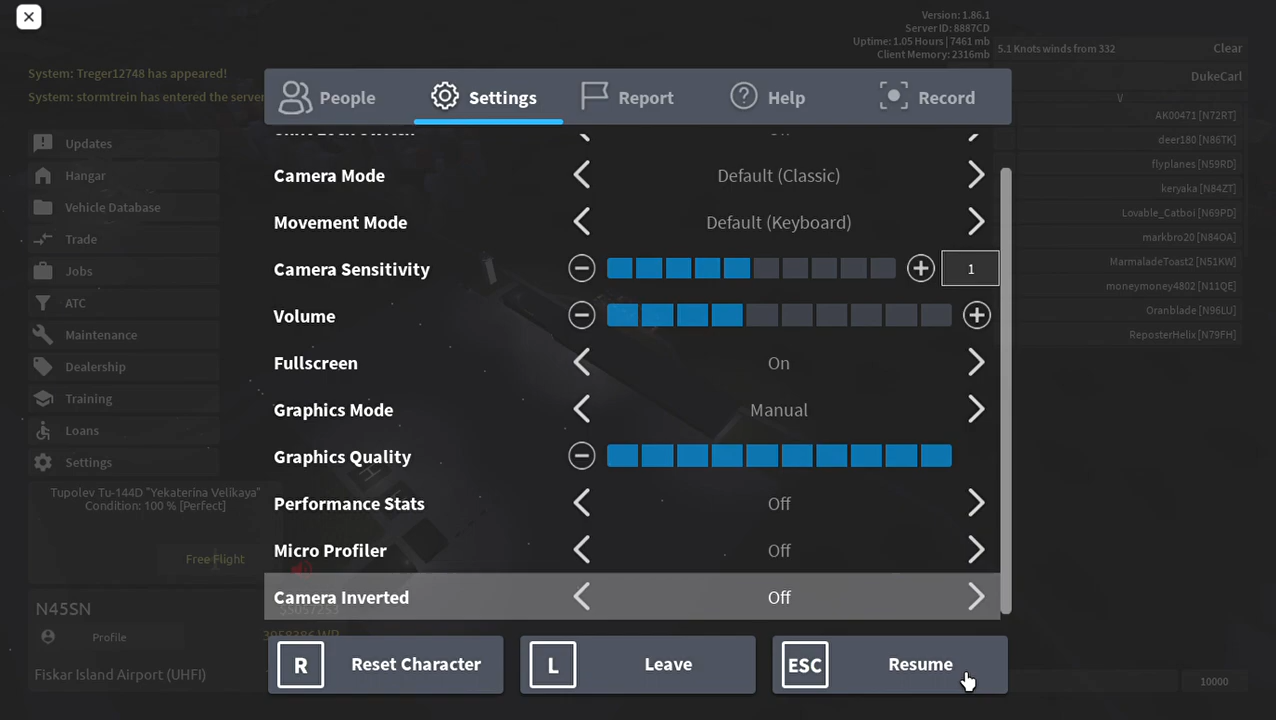 Version: 1.86.1
Server ID: 8887CD
Uptime: 1.05 Hours | 7461 mb
Client Memory: 2316mb
5.1 Knots winds from 332
Clear
System: Treger12748 has appeared!
System: stormtrein has entered the server
DukeCarl
V
AK00471 [N72RT]
deer180 [N86TK]
flyplanes [N59RD]
keryaka [N84ZT]
Lovable_Catboi [N69PD]
markbro20 [N84OA]
MarmaladeToast2 [N51KW]
moneymoney4802 [N11QE]
Oranblade [N96LU]
ReposterHelix [N79FH]
People
Settings
Report
Help
Record
Updates
Hangar
Vehicle Database
Trade
Jobs
ATC
Maintenance
Dealership
Training
Loans
Settings
Camera Mode
Default (Classic)
Movement Mode
Default (Keyboard)
Camera Sensitivity
1
Volume
Fullscreen
On
Graphics Mode
Manual
Graphics Quality
Performance Stats
Off
Micro Profiler
Off
Camera Inverted
Off
Tupolev Tu-144D "Yekaterina Velikaya"
Condition: 100 % [Perfect]
Free Flight
N45SN
Profile
Fiskar Island Airport (UHFI)
R Reset Character
L Leave
ESC Resume
10000